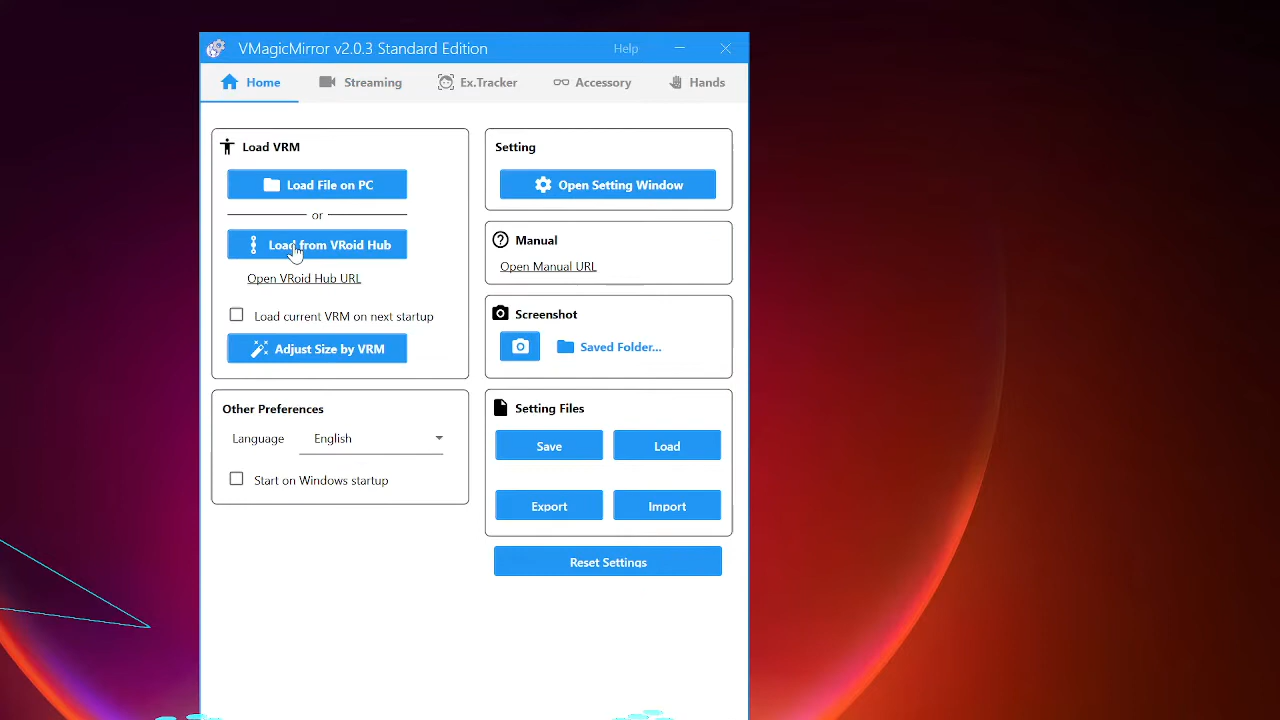 VMagicMirror v2.0.3 Standard Edition
Help
Home
Streaming
Ex.Tracker
Accessory
Hands
Load VRM
Load File on PC
or
Load from VRoid Hub
Open VRoid Hub URL
Load current VRM on next startup
Adjust Size by VRM
Other Preferences
Language
English
Start on Windows startup
Setting
Open Setting Window
Manual
Open Manual URL
Screenshot
Saved Folder...
Setting Files
Save
Load
Export
Import
Reset Settings